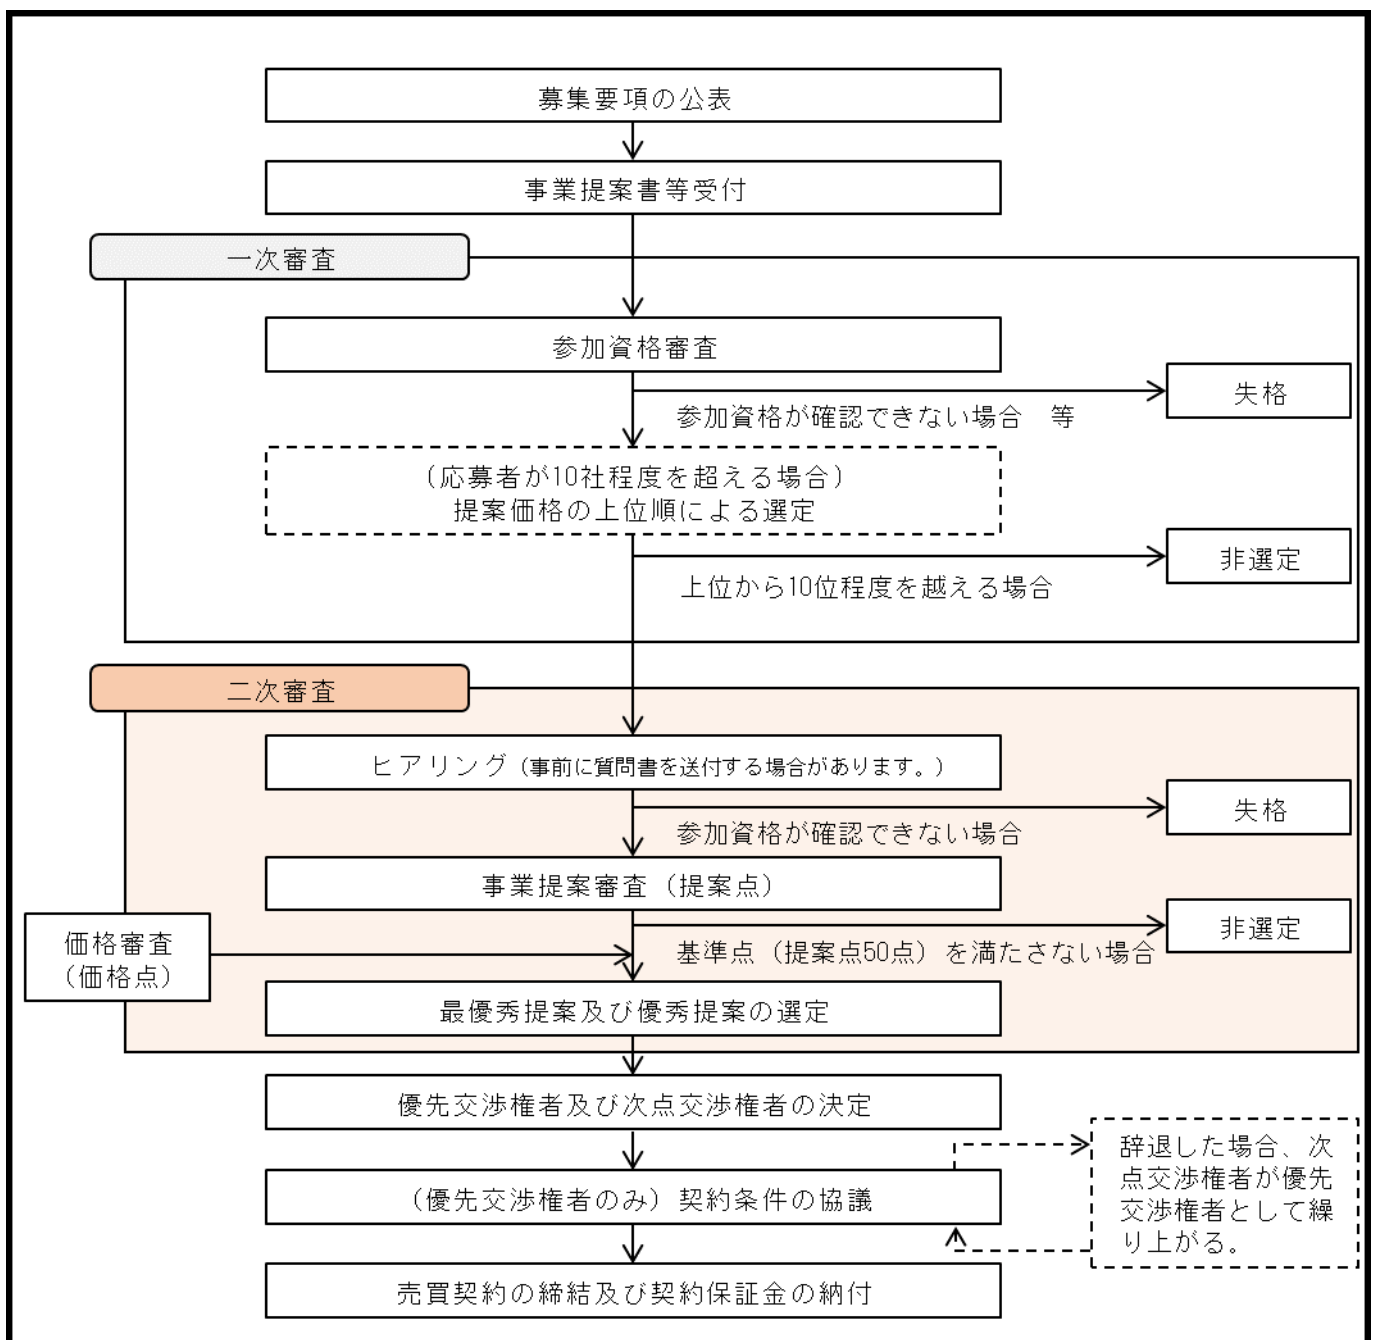 募集要項の公表
事業提案書等受付
一次審査
参加資格審査
失格
参加資格が確認できない場合　等
（応募者が10社程度を超える場合）
提案価格の上位順による選定
非選定
上位から10位程度を越える場合
二次審査
ヒアリング（事前に質問書を送付する場合があります。）
失格
参加資格が確認できない場合
事業提案審査（提案点）
非選定
価格審査
（価格点）
基準点（提案点50点）を満たさない場合
最優秀提案及び優秀提案の選定
優先交渉権者及び次点交渉権者の決定
（優先交渉権者のみ）契約条件の協議
辞退した場合、次
点交渉権者が優先
交渉権者として繰
り上がる。
売買契約の締結及び契約保証金の納付